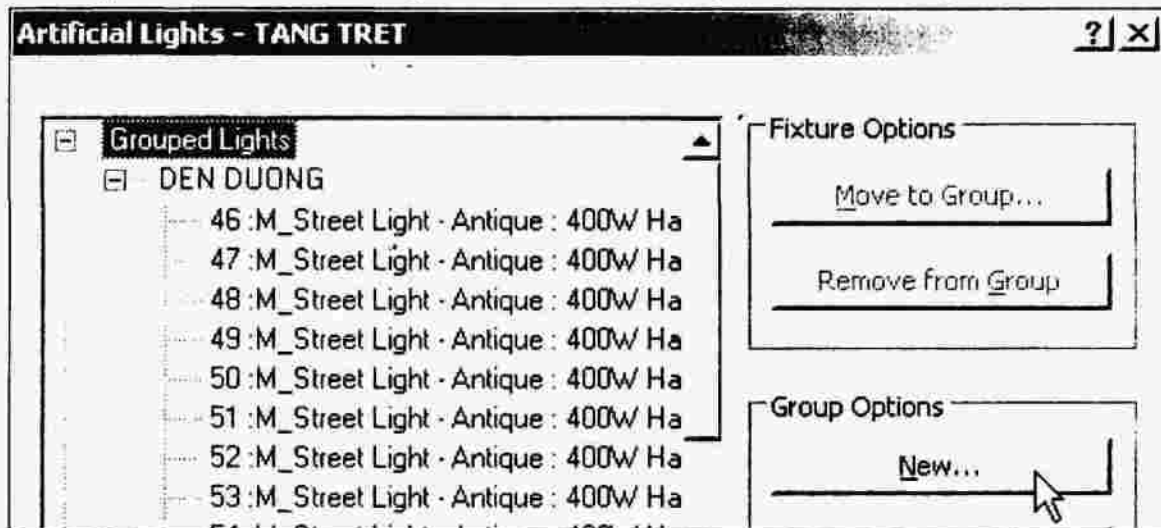 Artificial Lights - TANG TRET
Grouped Lights
DEN DUONG
46 :M_Street Light - Antique : 400W Ha
47 :M_Street Light - Antique : 400W Ha
48 :M_Street Light - Antique : 400W Ha
49 :M_Street Light - Antique : 400W Ha
50 :M_Street Light - Antique : 400W Ha
51 :M_Street Light - Antique : 400W Ha
52 :M_Street Light - Antique : 400W Ha
53 :M_Street Light - Antique : 400W Ha
Fixture Options
Move to Group...
Remove from Group
Group Options
New...